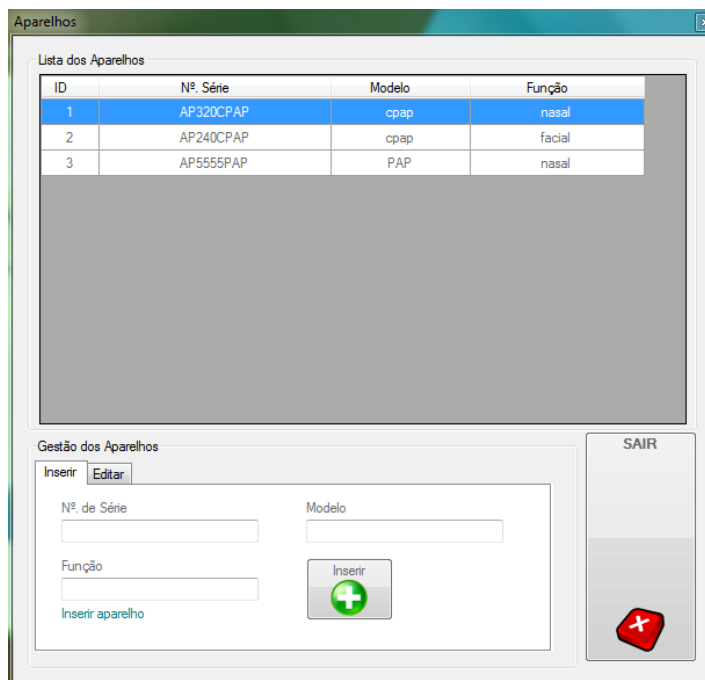 Aparelhos
Lista dos Aparelhos
ID Nº. Série Modelo Função
1 AP320CPAP cpap nasal
2 AP240CPAP cpap facial
3 AP5555PAP PAP nasal
Gestão dos Aparelhos
SAIR
Inserir Editar
Nº. de Série Modelo
Função
Inserir
Inserir aparelho